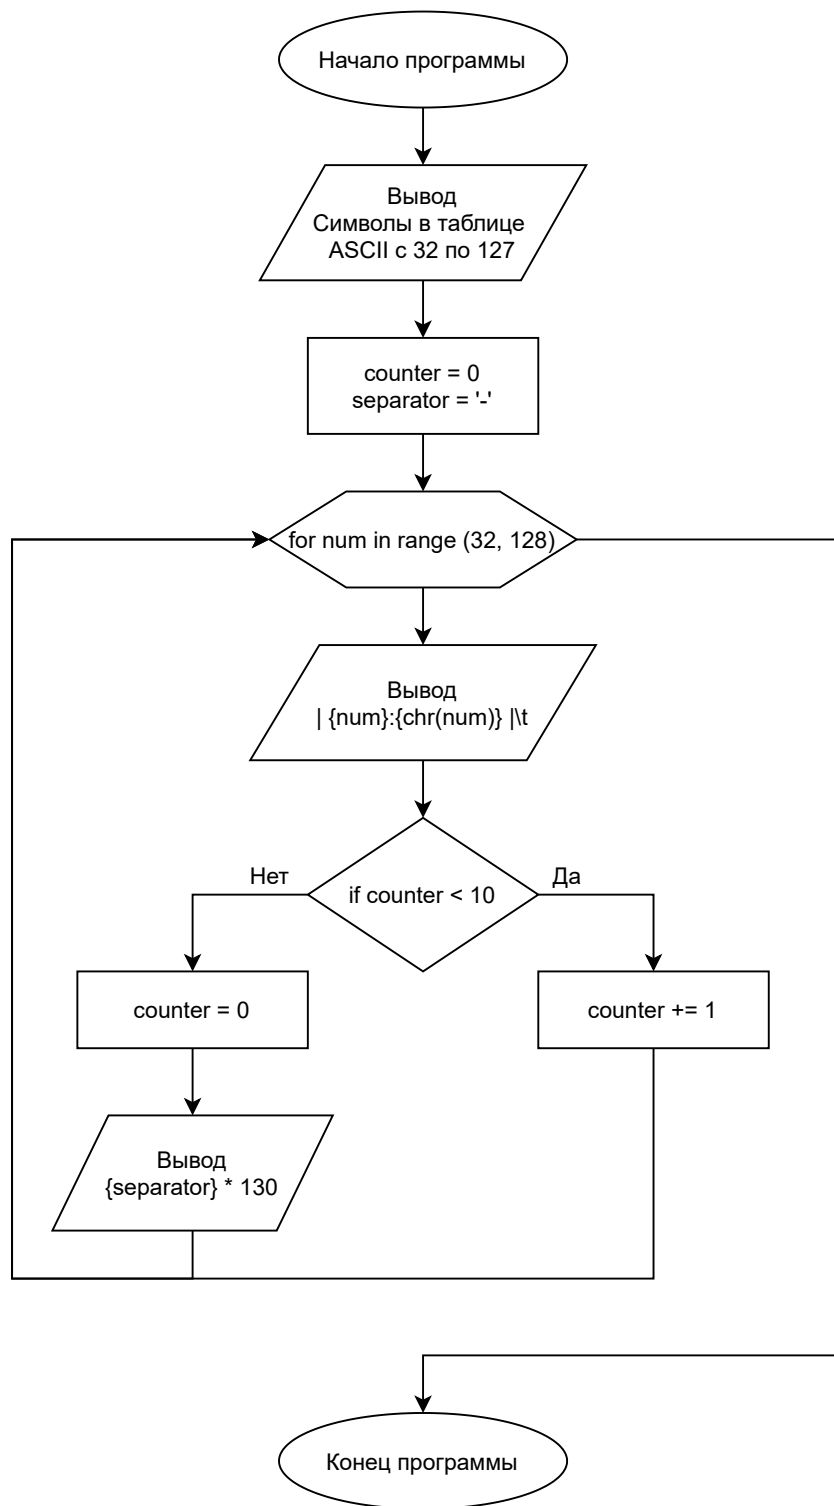 Начало программы
Вывод
Символы в таблице
ASCII с 32 по 127
counter = 0
separator = '-'
for num in range (32, 128)
Вывод
| {num}:{chr(num)} |\t
Нет
if counter < 10
Да
counter = 0
counter += 1
Вывод
{separator} * 130
Конец программы